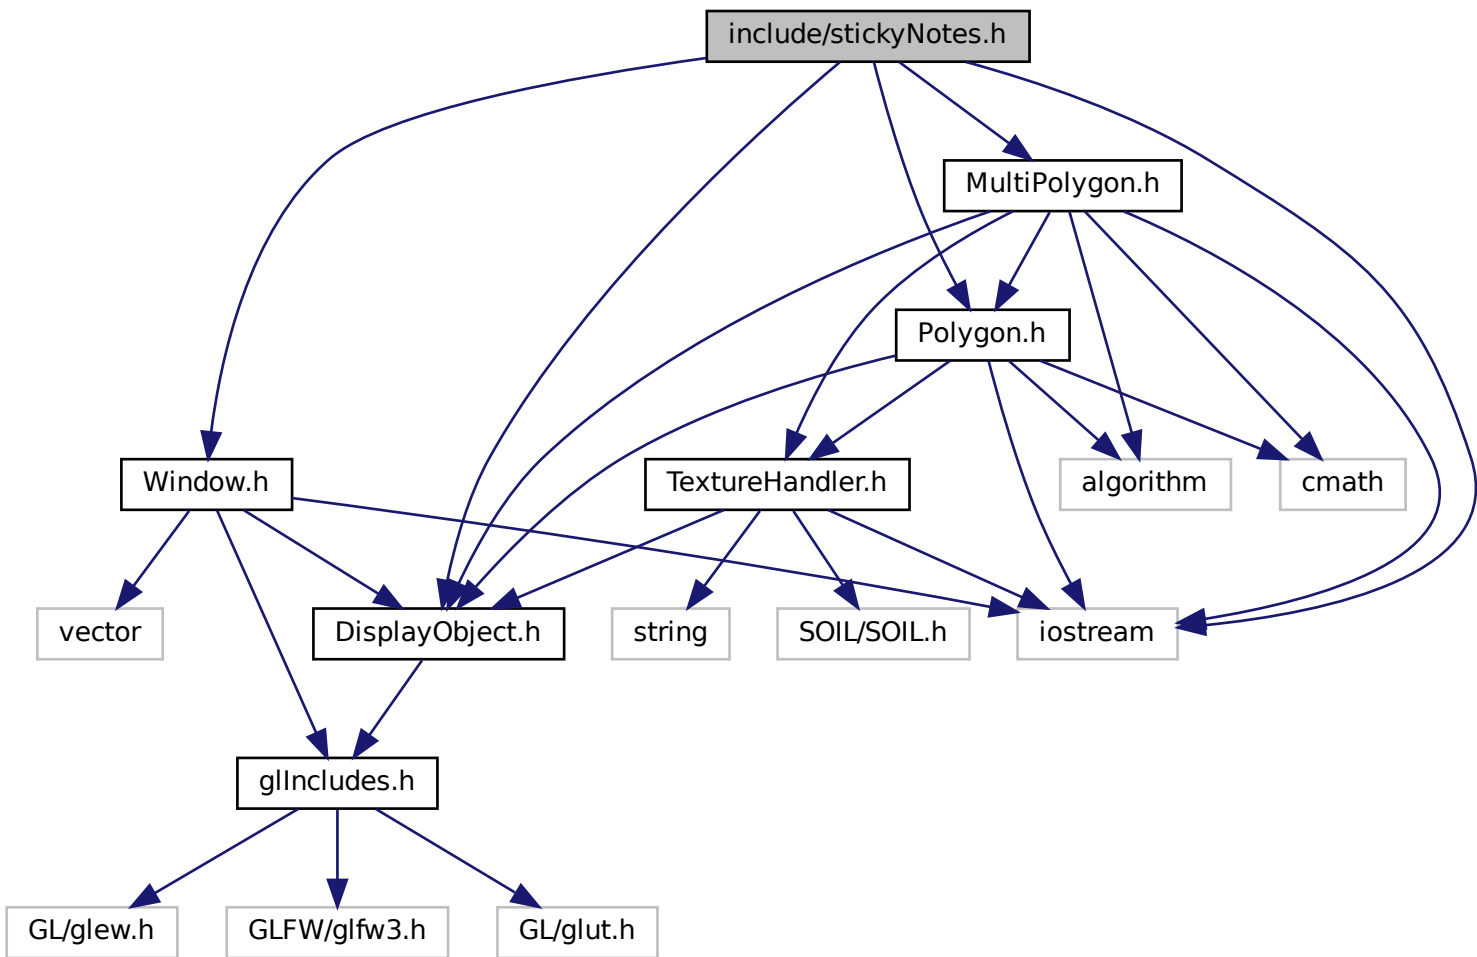 include/stickyNotes.h
MultiPolygon.h
Polygon.h
Window.h
TextureHandler.h
algorithm
cmath
vector
DisplayObject.h
string
SOIL/SOIL.h
iostream
glIncludes.h
GL/glew.h
GLFW/glfw3.h
GL/glut.h